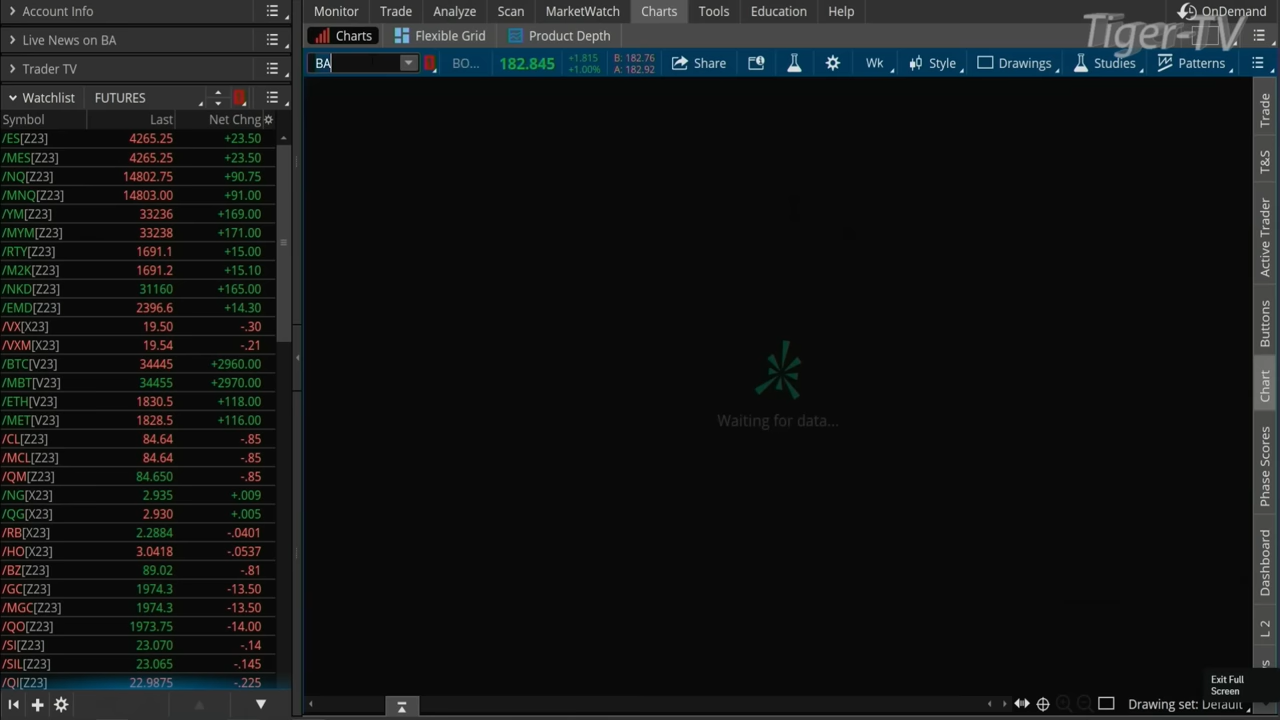 Account Info
Monitor Trade Analyze Scan MarketWatch Charts Tools Education Help
OnDemand
Tiger-TV
Live News on BA
Charts Flexible Grid Product Depth
Trader TV
BA BO... 182.845 +1.815 +1.00% B: 182.76 A: 182.92 Share Wk Style Drawings Studies Patterns
Watchlist FUTURES
Symbol Last Net Chng
/ES[Z23] 4265.25 +23.50
/MES[Z23] 4265.25 +23.50
/NQ[Z23] 14802.75 +90.75
/MNQ[Z23] 14803.00 +91.00
/YM[Z23] 33236 +169.00
/MYM[Z23] 33238 +171.00
/RTY[Z23] 1691.1 +15.00
/M2K[Z23] 1691.2 +15.10
/NKD[Z23] 31160 +165.00
/EMD[Z23] 2396.6 +14.30
/VX[X23] 19.50 -.30
/VXM[X23] 19.54 -.21
/BTC[V23] 34445 +2960.00
/MBT[V23] 34455 +2970.00
/ETH[V23] 1830.5 +118.00
/MET[V23] 1828.5 +116.00
/CL[Z23] 84.64 -.85
/MCL[Z23] 84.64 -.85
/QM[Z23] 84.650 -.85
/NG[X23] 2.935 +.009
/QG[X23] 2.930 +.005
/RB[X23] 2.2884 -.0401
/HO[X23] 3.0418 -.0537
/BZ[Z23] 89.02 -.81
/GC[Z23] 1974.3 -13.50
/MGC[Z23] 1974.3 -13.50
/QO[Z23] 1973.75 -14.00
/SI[Z23] 23.070 -.14
/SIL[Z23] 23.065 -.145
/QI[Z23] 22.9875 -.225
Waiting for data...
Trade
T&S
Active Trader
Buttons
Chart
Phase Scores
Dashboard
L 2
Exit Full
Screen
Drawing set: Default